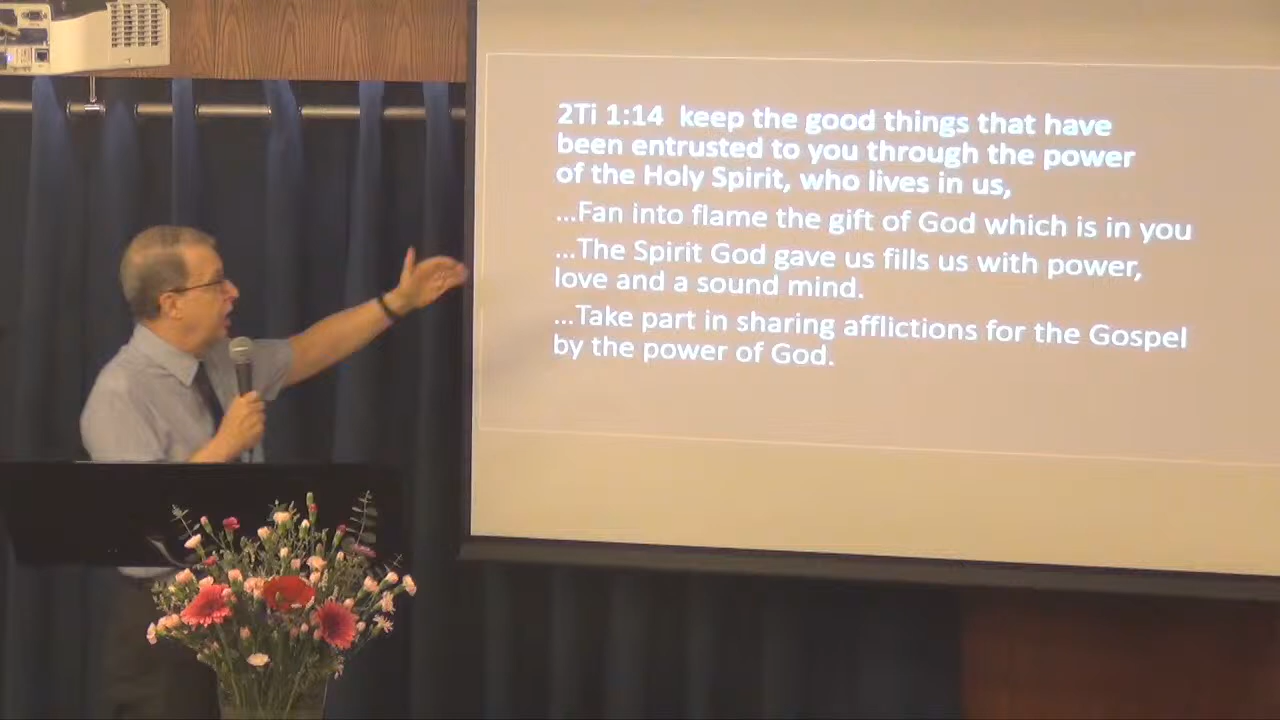 2Ti 1:14 keep the good things that have
been entrusted to you through the power
of the Holy Spirit, who lives in us,
...Fan into flame the gift of God which is in you
...The Spirit God gave us fills us with power,
love and a sound mind.
...Take part in sharing afflictions for the Gospel
by the power of God.